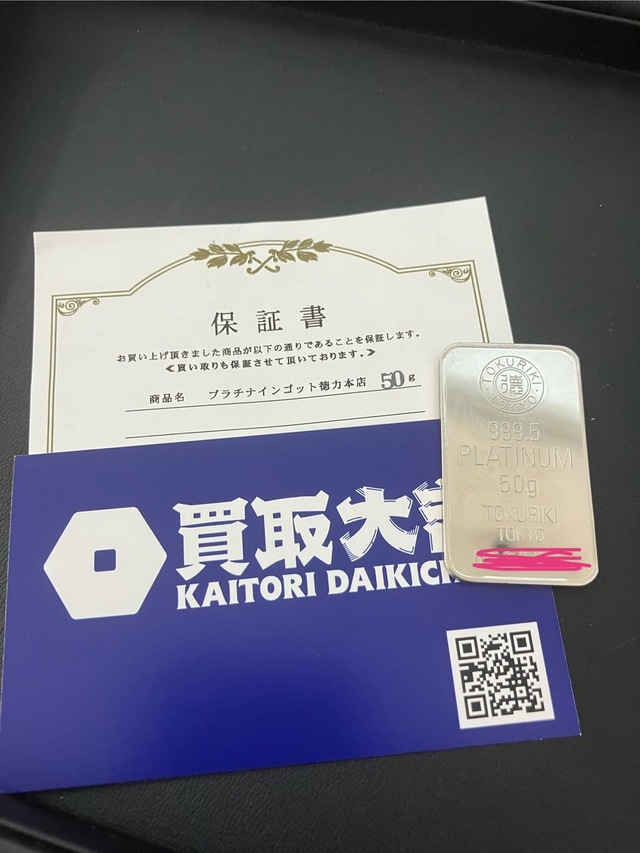 保証書
お買い上げ頂きました商品が以下の通りであることを保証します。
≪買い取りも保証させて頂いております。≫
商品名 プラチナインゴット徳力本店 50g
買取大
KAITORI DAIKICH
TOKURIKI
TOKYO
999.5
PLATINUM
50g
TOKURIKI
TOKYO